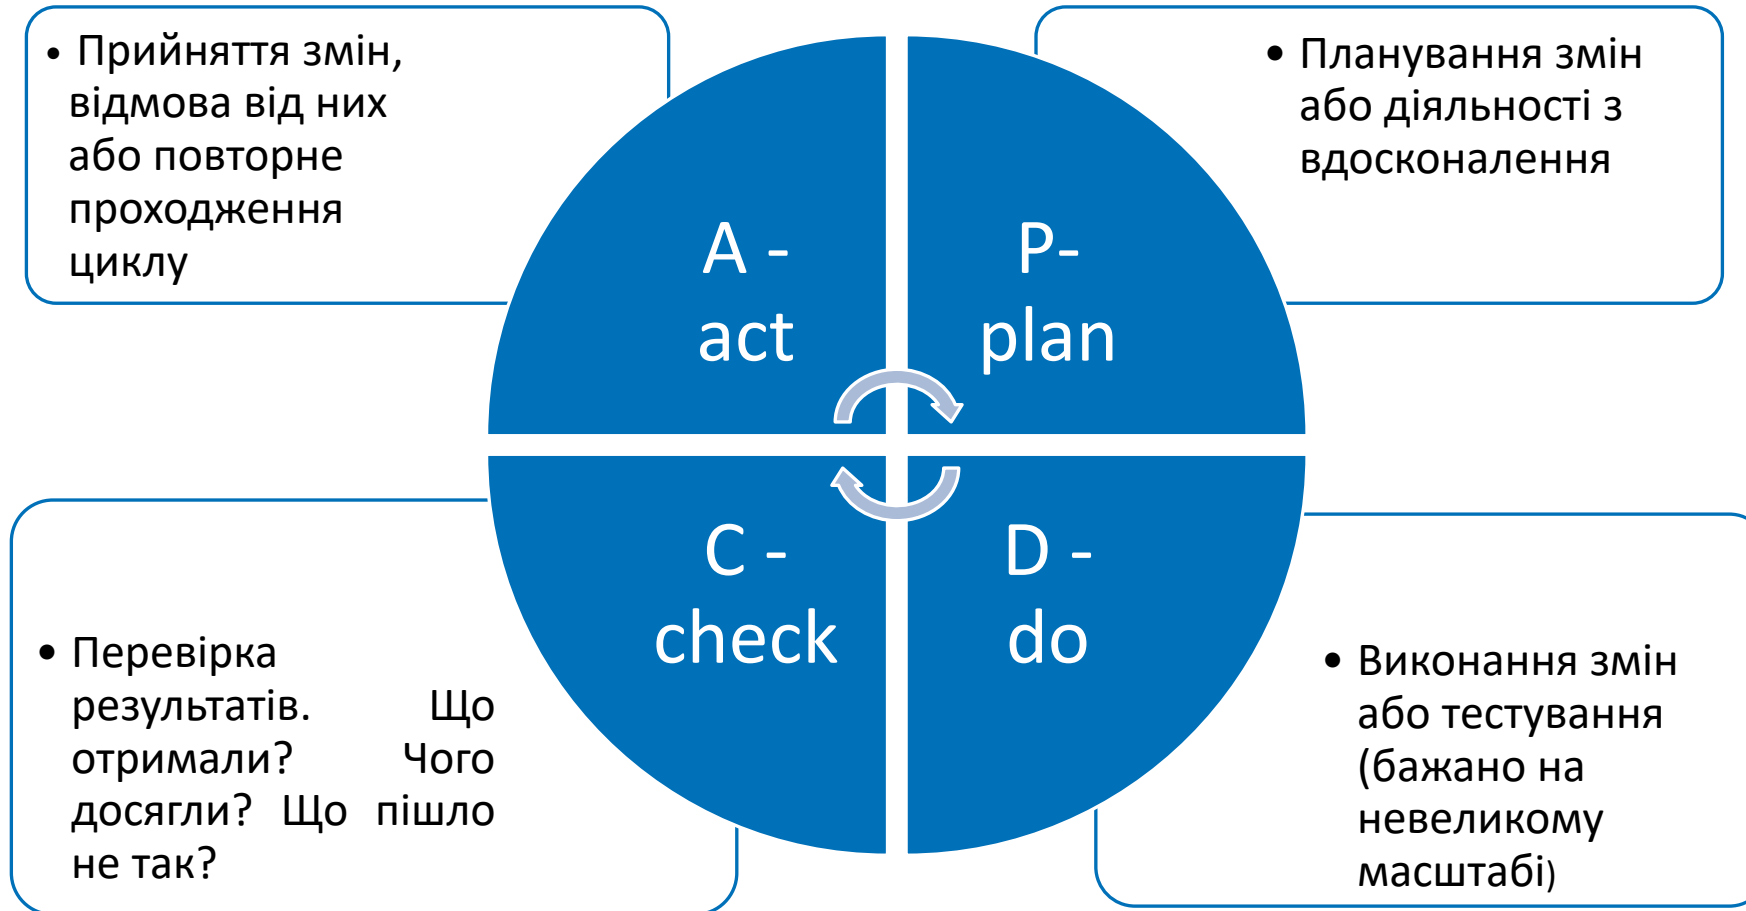 • Прийняття змін,
відмова від них
або повторне
проходження
циклу
A -
act
P-
plan
• Планування змін
або діяльності з
вдосконалення
• Перевірка
результатів. Що
отримали? Чого
досягли? Що пішло
не так?
C -
check
D -
do
• Виконання змін
або тестування
(бажано на
невеликому
масштабі)